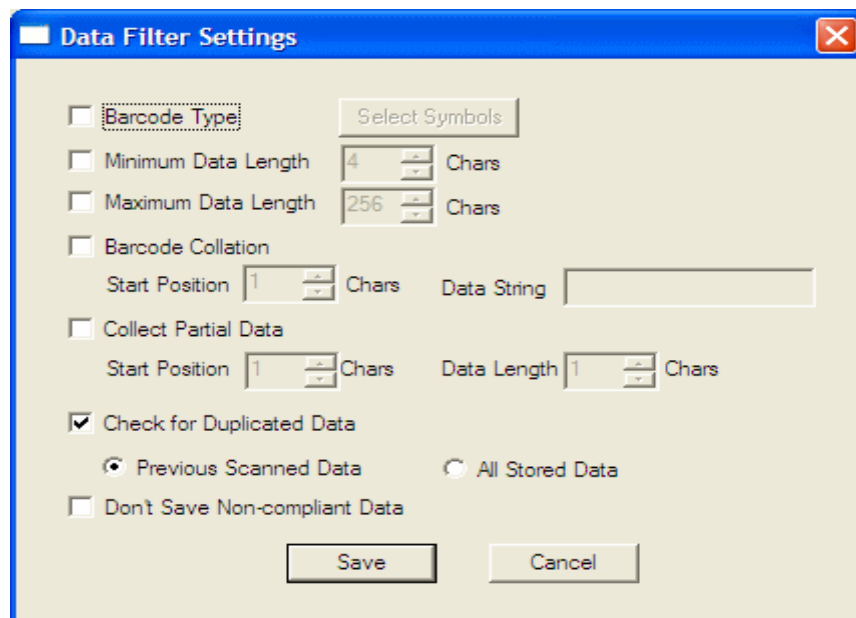 Data Filter Settings
Barcode Type Select Symbols
Minimum Data Length 4 Chars
Maximum Data Length 256 Chars
Barcode Collation
Start Position 1 Chars Data String
Collect Partial Data
Start Position 1 Chars Data Length 1 Chars
Check for Duplicated Data
Previous Scanned Data All Stored Data
Don't Save Non-compliant Data
Save Cancel